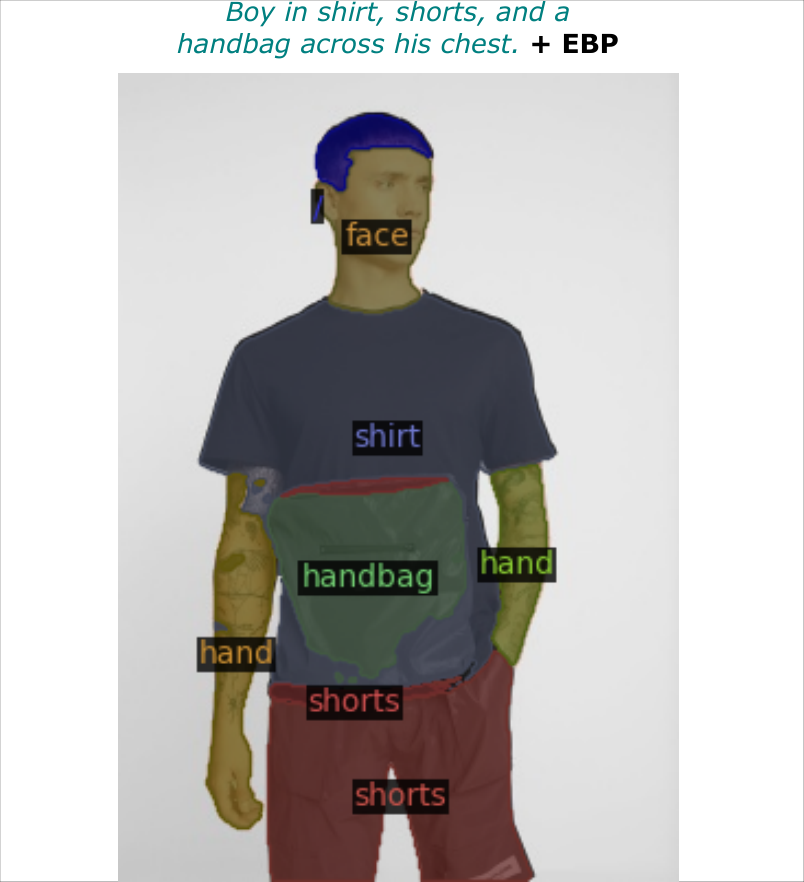 Boy in shirt, shorts, and a
handbag across his chest. + EBP
face
shirt
handbag
hand
hand
shorts
shorts